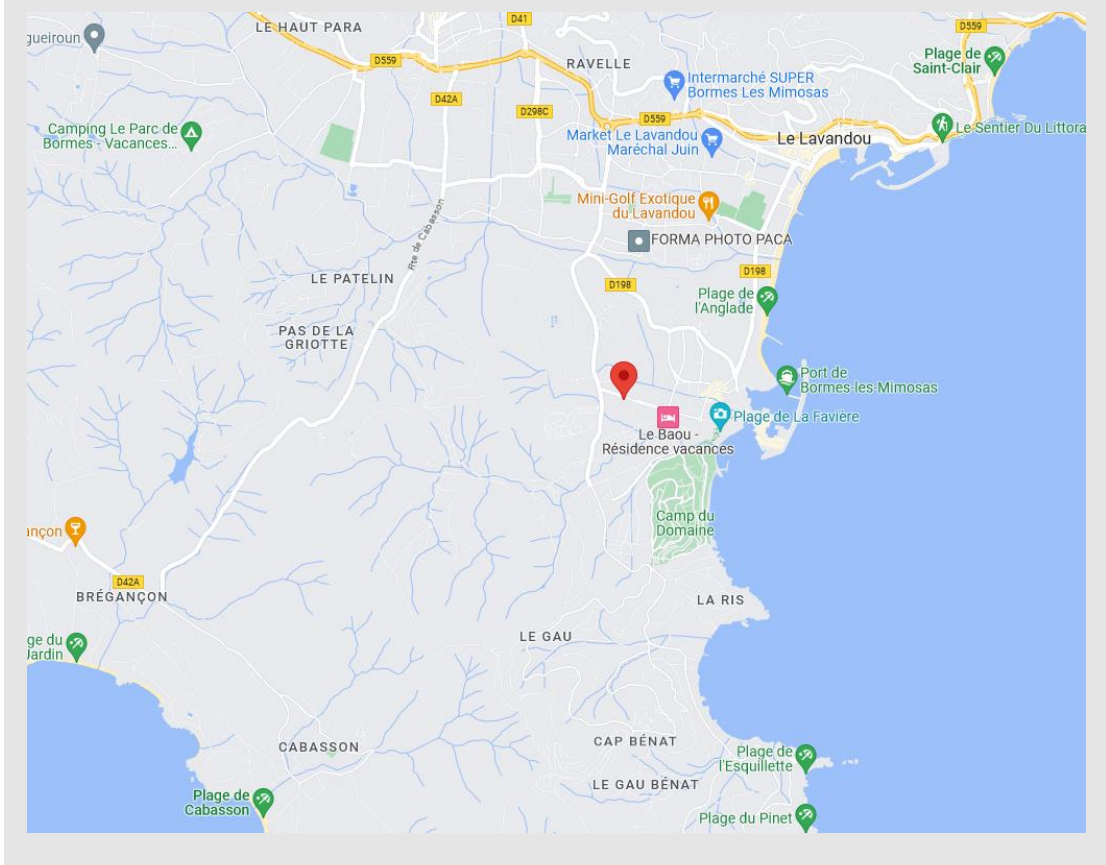 D41
D559
LE HAUT PARA
gueiroun
Plage de
Saint-Clair
D559
RAVELLE
Intermarché SUPER
Bormes Les Mimosas
D42A
D298C
D559
Camping Le Parc de
Bormes - Vacances...
Market Le Lavandou
Maréchal Juin
Le Lavandou
Le Sentier Du Littora
Mini-Golf Exotique
du Lavandou
Rte de Cabasson
FORMA PHOTO PACA
LE PATELIN
D198
D198
Plage de
l'Anglade
PAS DE LA
GRIOTTE
Port de
Bormes-les-Mimosas
Plage de La Favière
Le Baou -
Résidence vacances
Camp du
Domaine
ançon
D42A
BRÉGANÇON
LA RIS
ge du
Jardin
LE GAU
CABASSON
CAP BÉNAT
Plage de
l'Esquillette
LE GAU BÉNAT
Plage de
Cabasson
Plage du Pinet